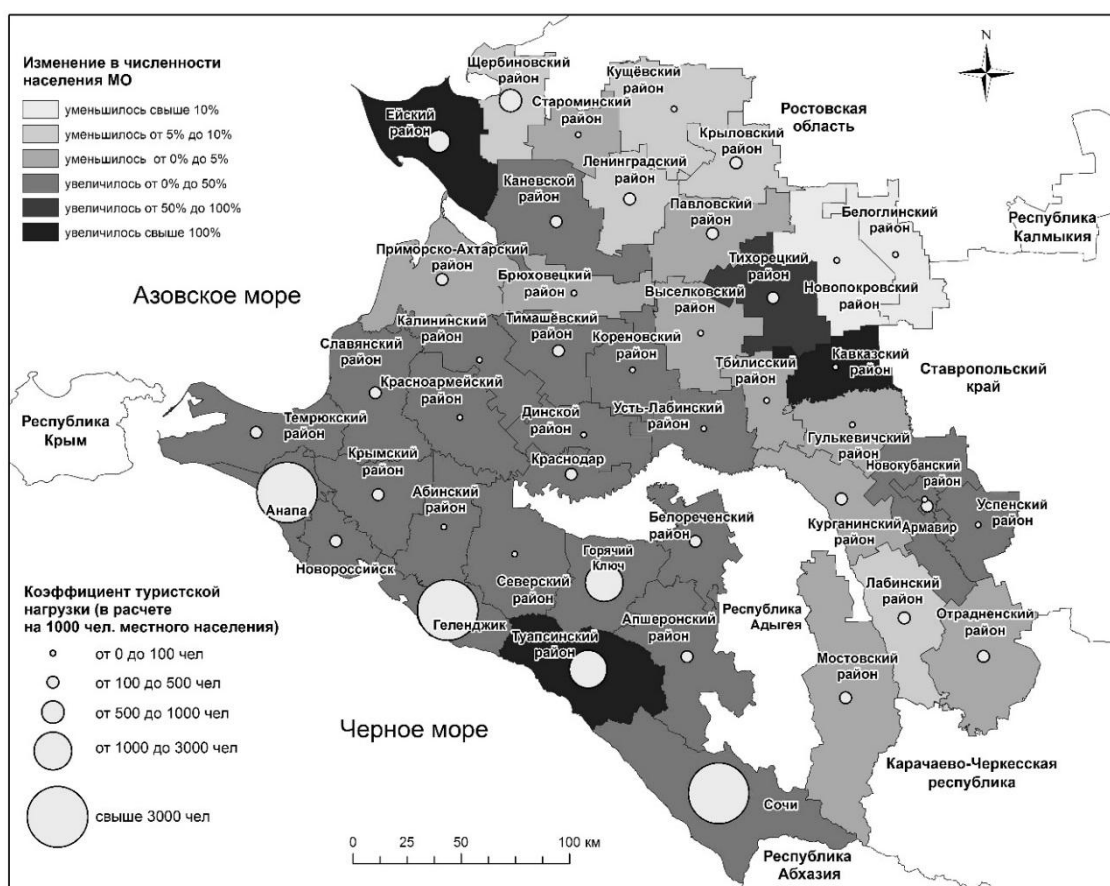 N
Изменение в численности
населения МО
уменьшилось свыше 10%
уменьшилось от 5% до 10%
уменьшилось от 0% до 5%
увеличилось от 0% до 50%
увеличилось от 50% до 100%
увеличилось свыше 100%
Щербиновский
район
Кущёвский
район
Староминский
район
Ейский
район
Ростовская
область
Крыловский
район
Ленинградский
район
Каневской
район
Павловский
район
Белоглинский
район
Республика
Калмыкия
Приморско-Ахтарский
район
Тихорецкий
район
Брюховецкий
район
Новопокровский
район
Выселковский
район
Азовское море
Калининский
район
Тимашёвский
район
Кореновский
район
Славянский
район
Тбилисский
район
Кавказский
район
Ставропольский
край
Красноармейский
район
Республика
Крым
Темрюкский
район
Динской
район
Усть-Лабинский
район
Гулькевичский
район
Крымский
район
Краснодар
Новокубанский
район
Анапа
Абинский
район
Белореченский
район
Успенский
район
Армавир
Курганинский
район
Новороссийск
Северский
район
Горячий
Ключ
Лабинский
район
Отрадненский
район
Коэффициент туристской
нагрузки (в расчете
на 1000 чел. местного населения)
от 0 до 100 чел
от 100 до 500 чел
от 500 до 1000 чел
от 1000 до 3000 чел
свыше 3000 чел
Геленджик
Туапсинский
район
Апшеронский
район
Республика
Адыгея
Мостовский
район
Черное море
Карачаево-Черкесская
республика
Сочи
0 25 50 100 км
Республика
Абхазия